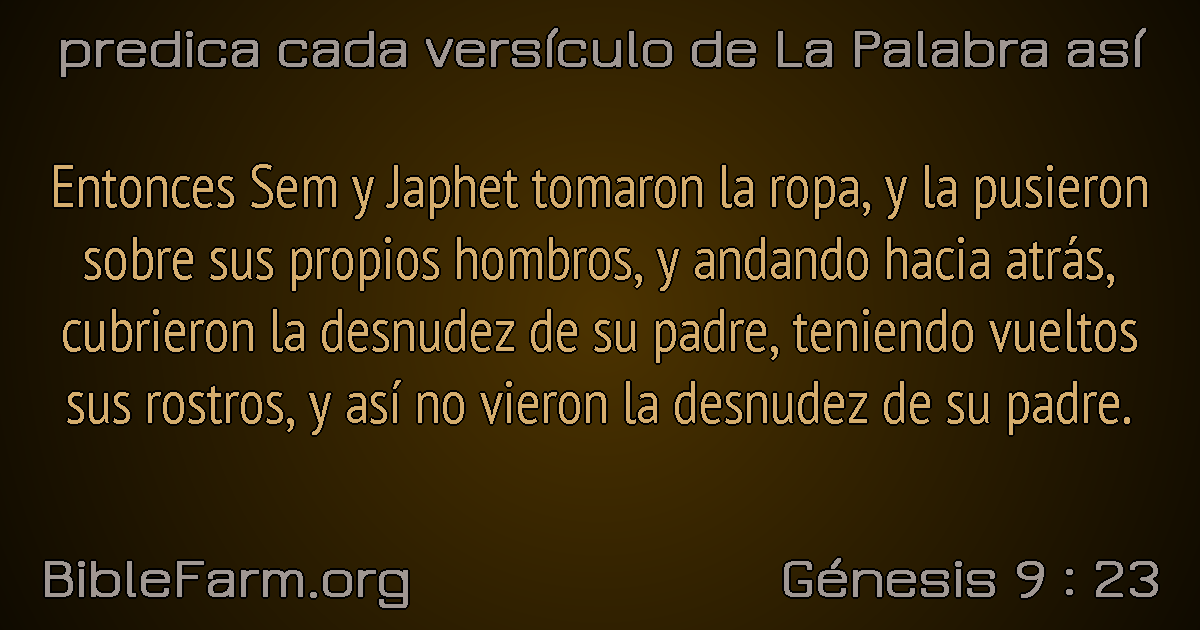 predica cada versículo de La Palabra así
Entonces Sem y Japhet tomaron la ropa, y la pusieron
sobre sus propios hombros, y andando hacia atrás,
cubrieron la desnudez de su padre, teniendo vueltos
sus rostros, y así no vieron la desnudez de su padre.
BibleFarm.org
Génesis 9 : 23